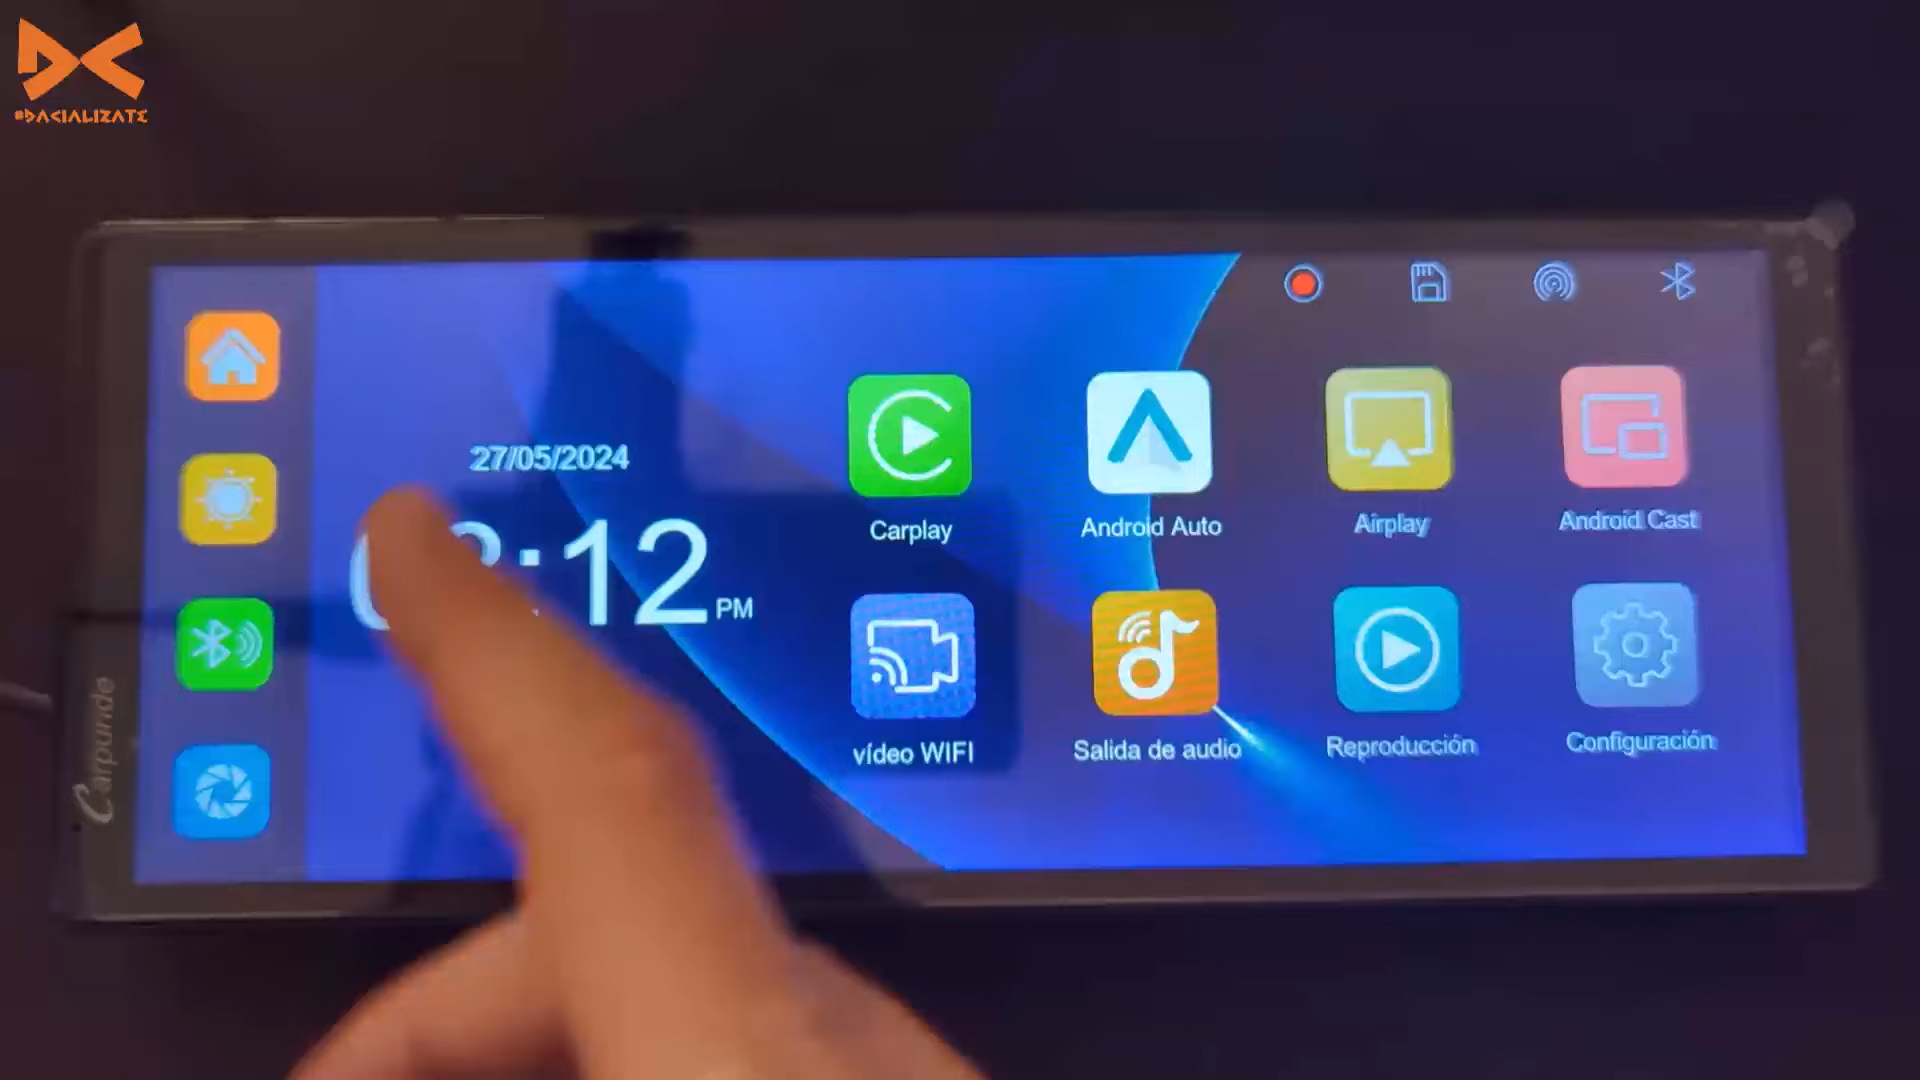 #DACIALIZATE
27/05/2024
:12 PM
Carplay
Android Auto
Airplay
Android Cast
vídeo WIFI
Salida de audio
Reproducción
Configuración
Carpuride